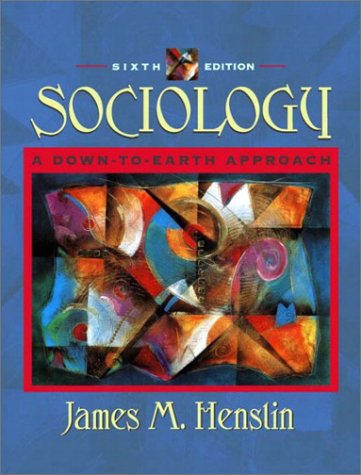 SIXTH EDITION
SOCIOLOGY
A DOWN-TO-EARTH APPROACH
James M. Henslin